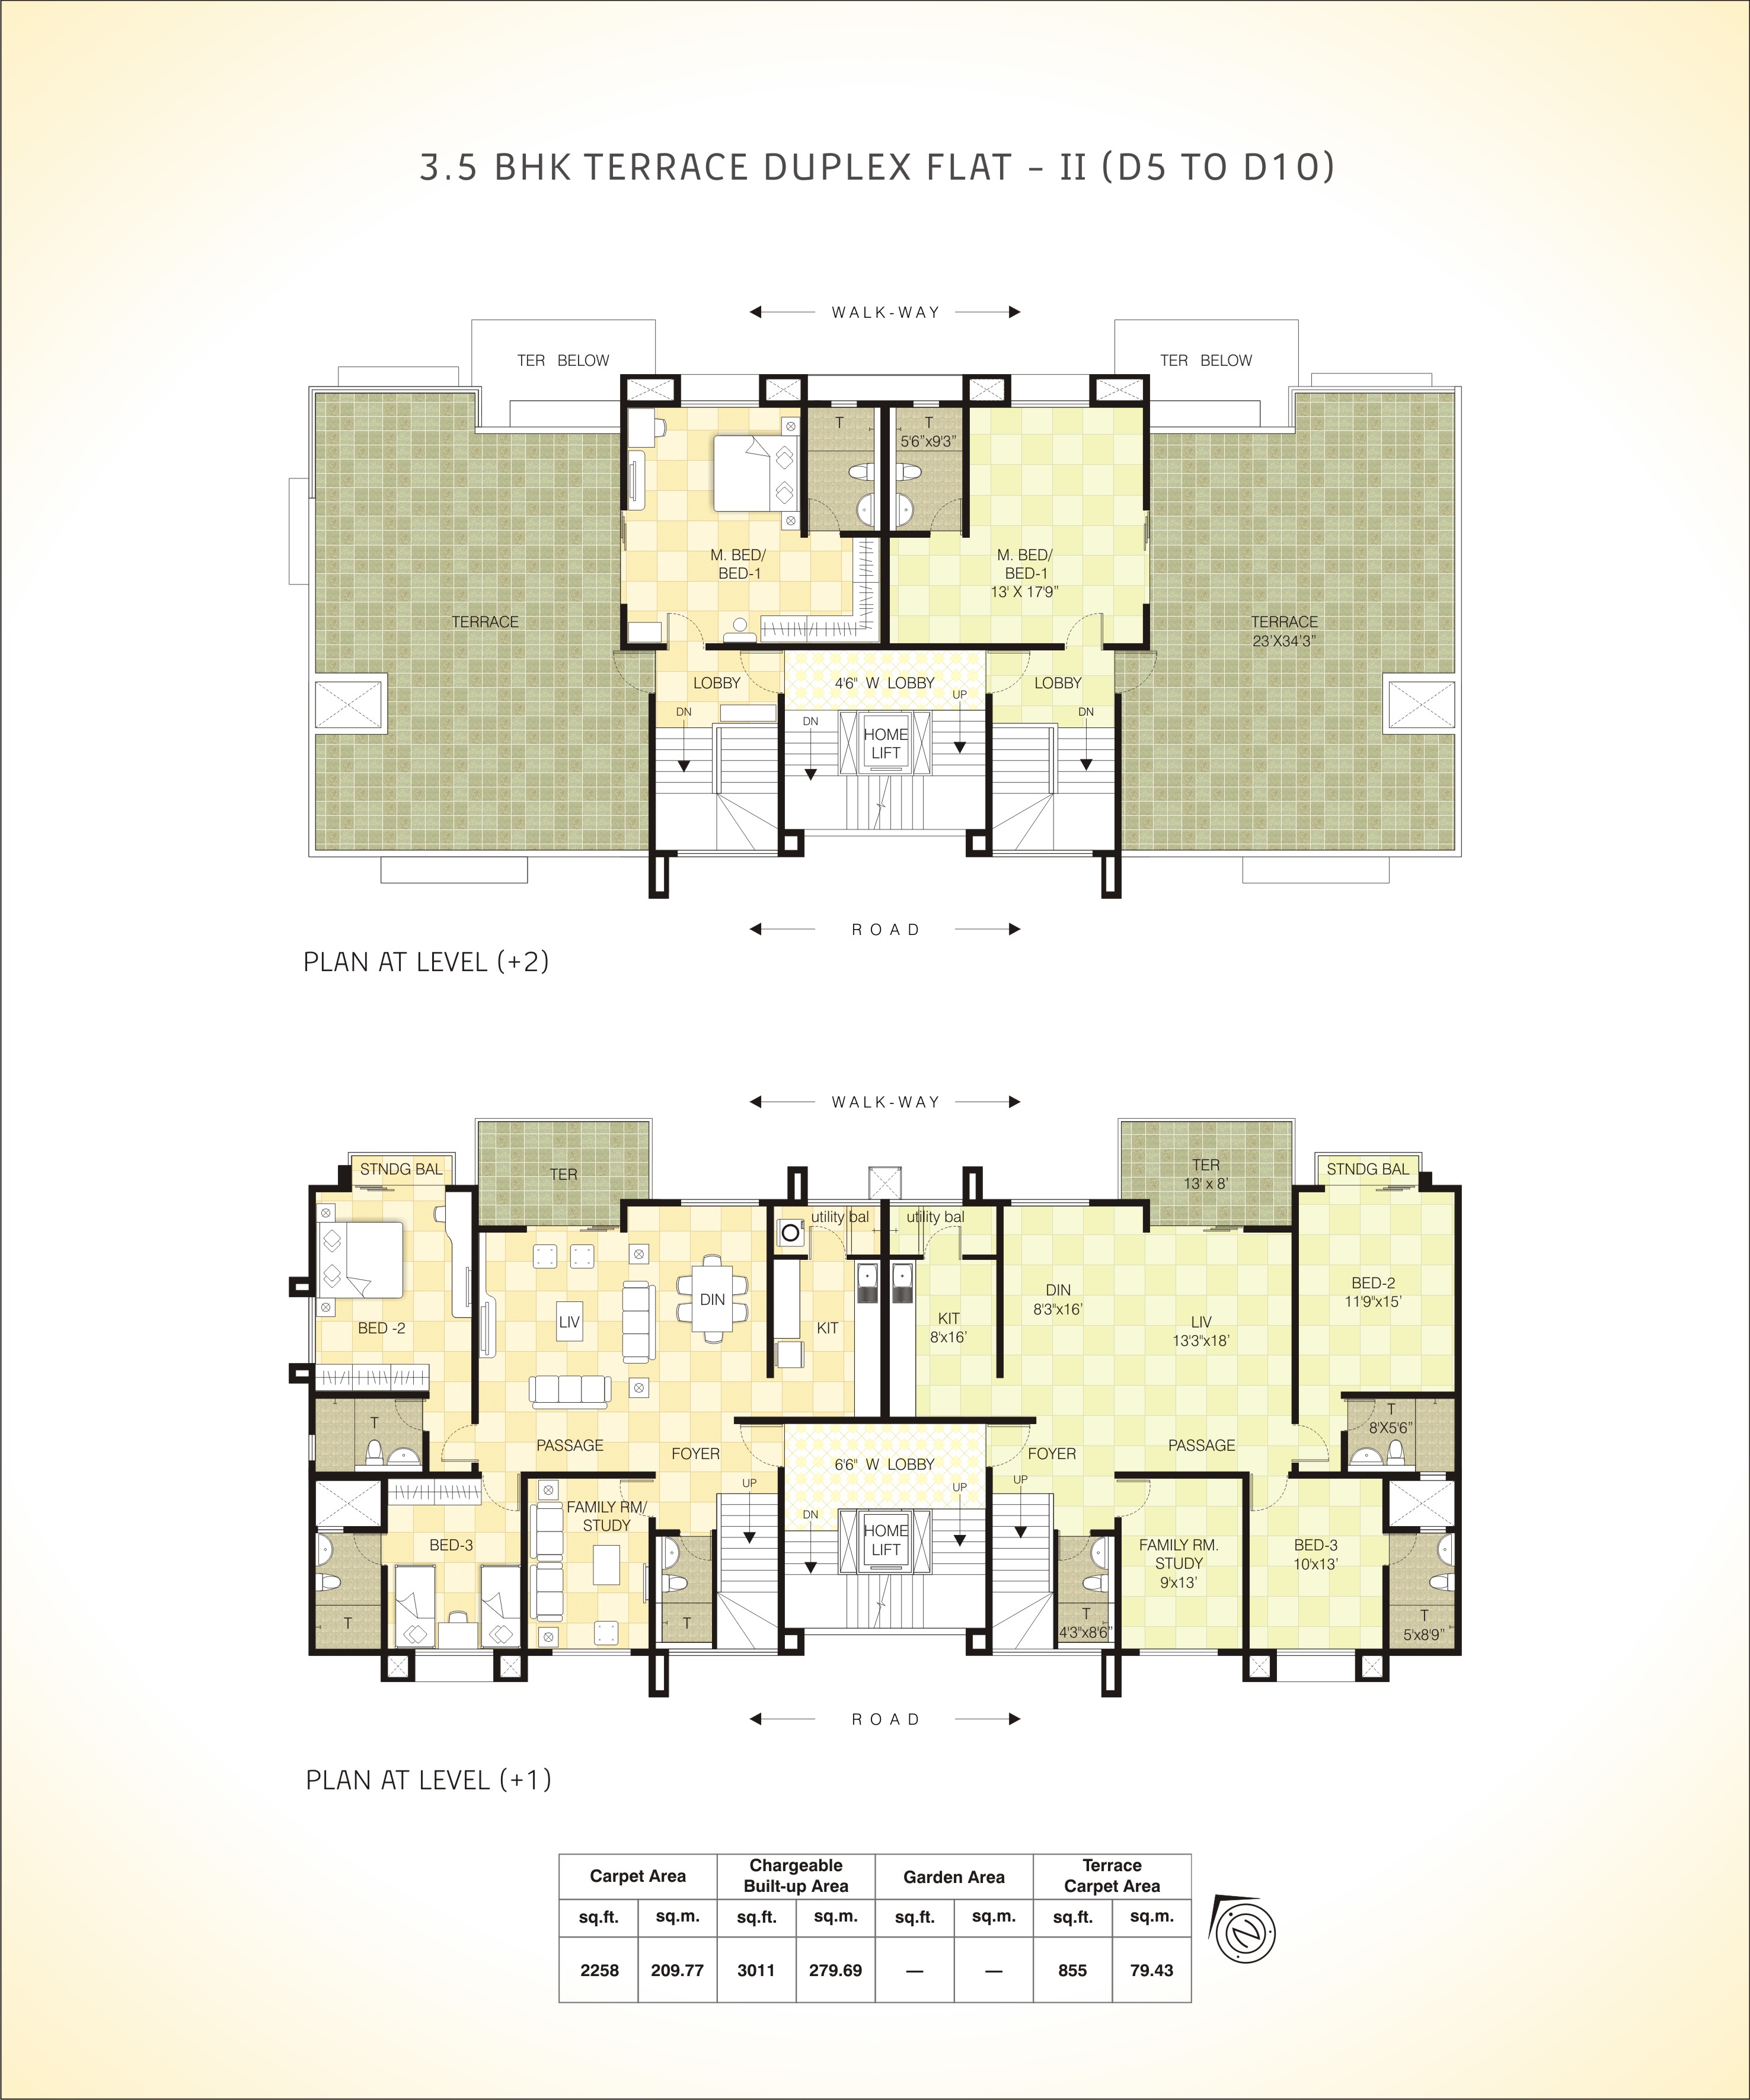 3.5 BHK TERRACE DUPLEX FLAT – II (D5 TO D10)
WALK-WAY
TER BELOW
TER BELOW
T
T
5'6"x9'3"
M. BED/
BED-1
M. BED/
BED-1
13' X 17'9"
TERRACE
TERRACE
23'X34'3"
LOBBY
4'6" W LOBBY
LOBBY
DN
DN
UP
DN
HOME
LIFT
ROAD
PLAN AT LEVEL (+2)
WALK-WAY
STNDG BAL
TER
TER
13' x 8'
STNDG BAL
utility bal
utility bal
BED -2
LIV
DIN
KIT
KIT
8'x16'
DIN
8'3"x16'
LIV
13'3"x18'
BED-2
11'9"x15'
T
T
8'X5'6"
PASSAGE
FOYER
6'6" W LOBBY
FOYER
PASSAGE
UP
DN
UP
UP
FAMILY RM/
STUDY
BED-3
HOME
LIFT
FAMILY RM.
STUDY
9'x13'
BED-3
10'x13'
T
T
T
4'3"x8'6"
T
5'x8'9"
ROAD
PLAN AT LEVEL (+1)
Carpet Area
Chargeable
Built-up Area
Garden Area
Terrace
Carpet Area
sq.ft. sq.m. sq.ft. sq.m. sq.ft. sq.m. sq.ft. sq.m.
2258 209.77 3011 279.69 — — 855 79.43
N